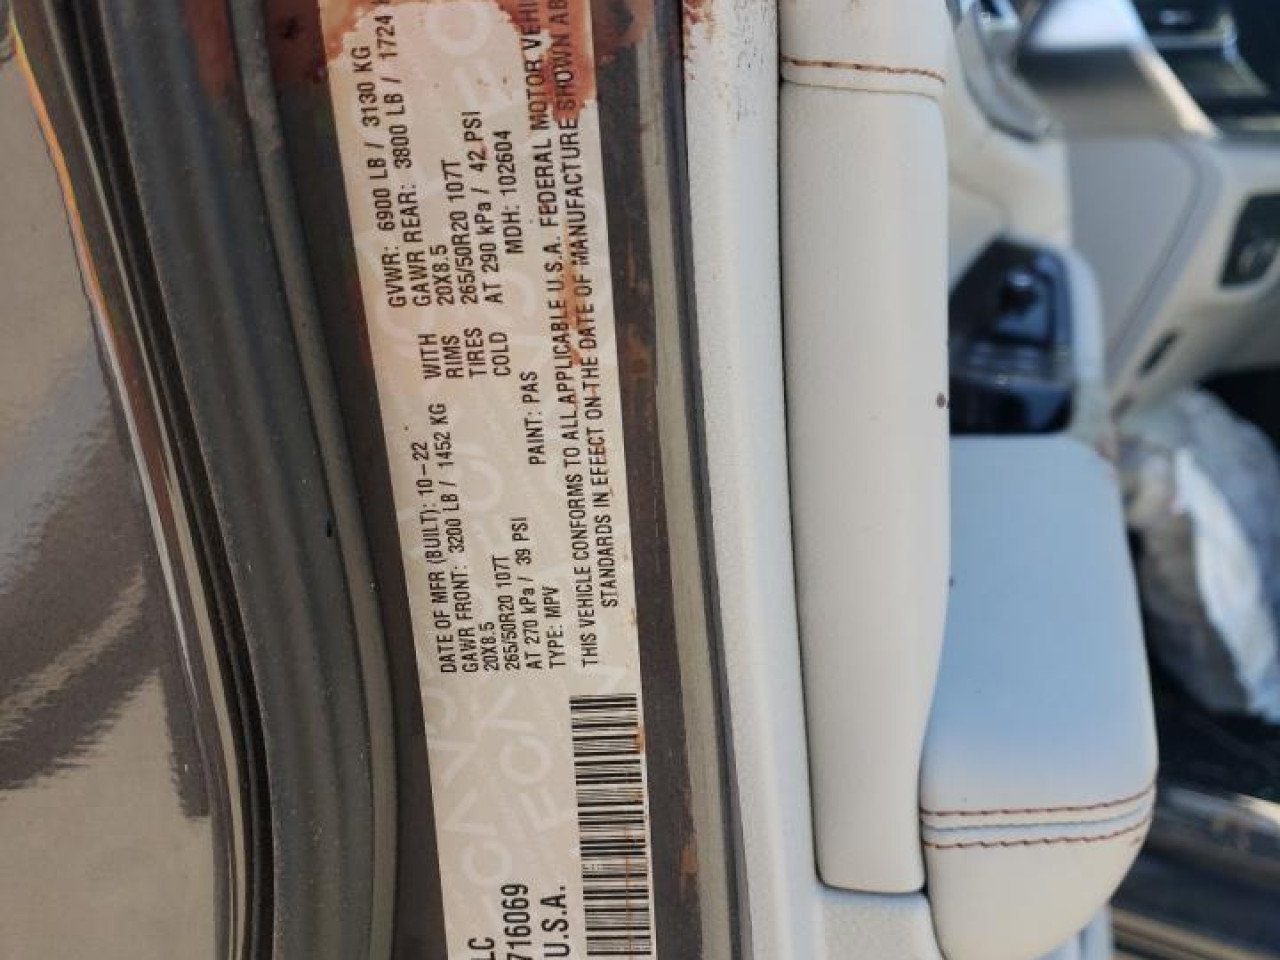 LC
716069
U.S.A.
DATE OF MFR (BUILT): 10-22
GVWR: 6900 LB / 3130 KG
GAWR FRONT: 3200 LB / 1452 KG WITH GAWR REAR: 3800 LB / 1724
20X8.5 RIMS 20X8.5
265/50R20 107T TIRES 265/50R20 107T
AT 270 kPa / 39 PSI COLD AT 290 kPa / 42 PSI
TYPE: MPV PAINT: PAS MDH: 102604
THIS VEHICLE CONFORMS TO ALL APPLICABLE U.S.A. FEDERAL MOTOR
STANDARDS IN EFFECT ON THE DATE OF MANUFACTURE SHOWN